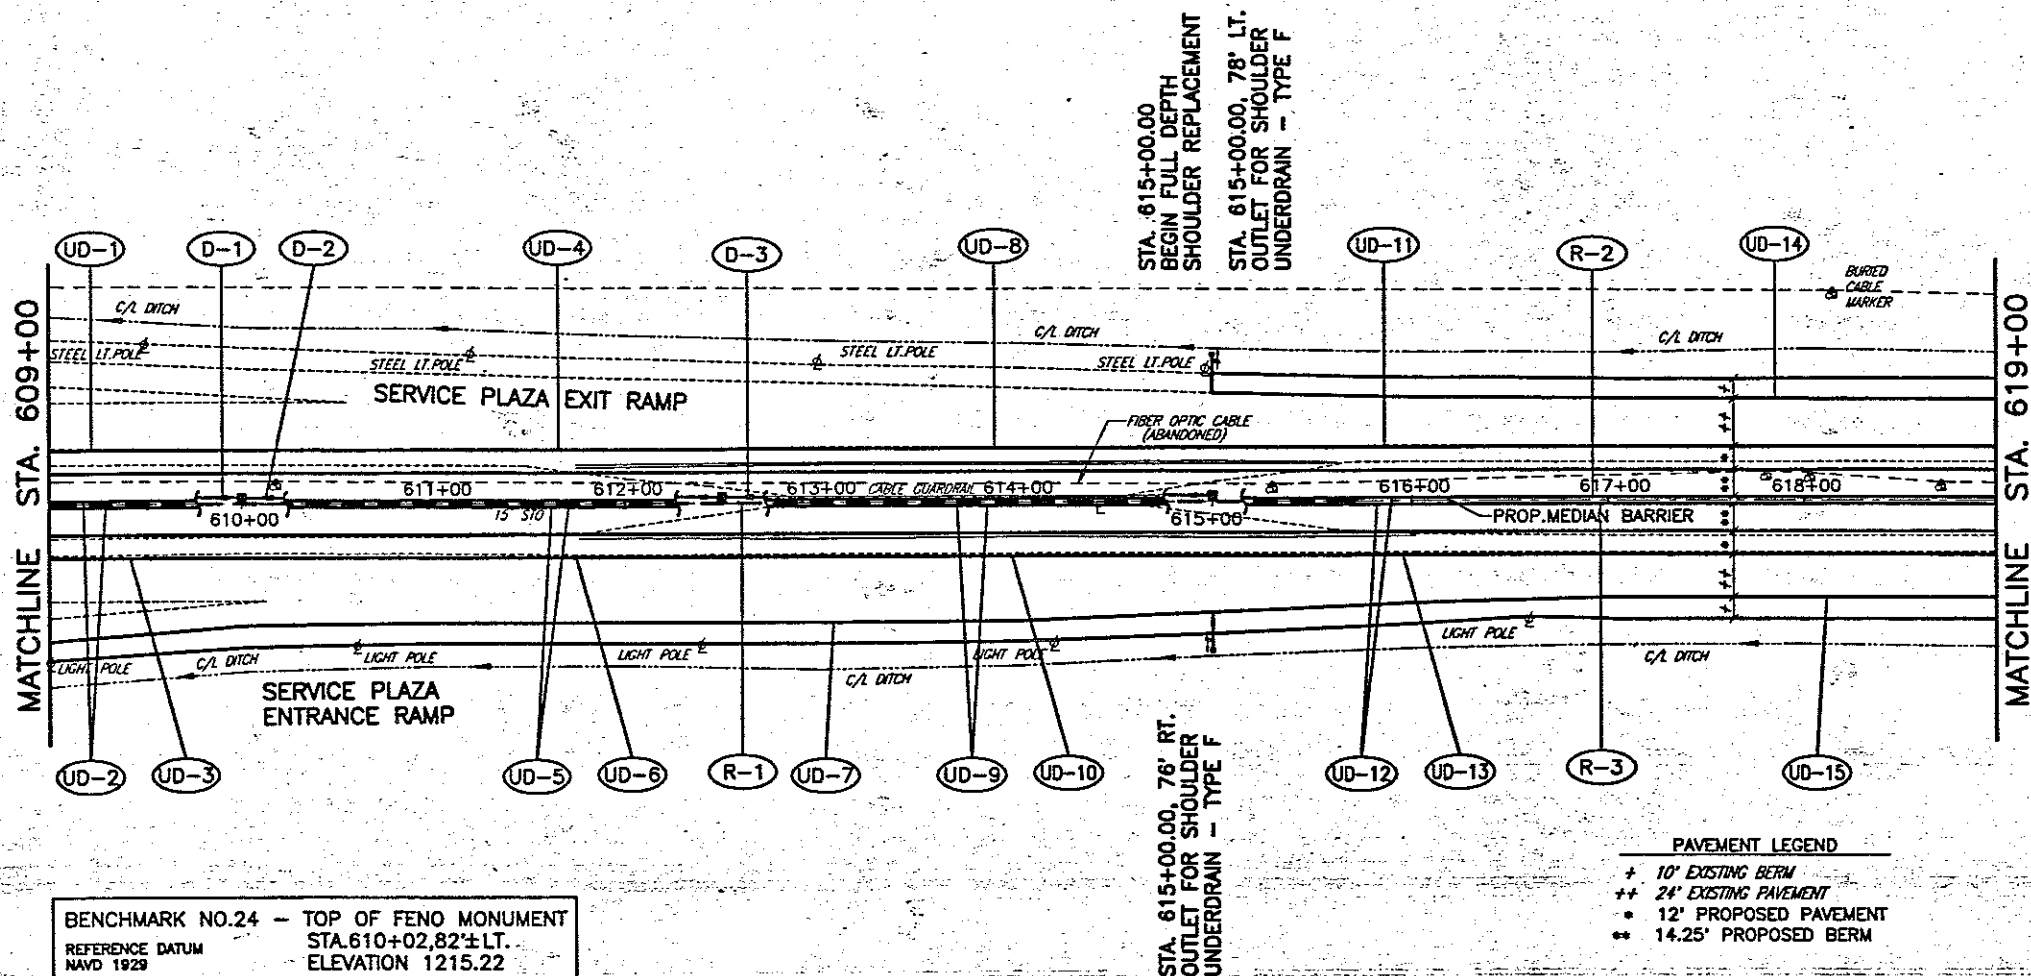 STA. 615+00.00
BEGIN FULL DEPTH
SHOULDER REPLACEMENT
STA. 615+00.00, 78' LT.
OUTLET FOR SHOULDER
UNDERDRAIN - TYPE F
UD-1
D-1
D-2
UD-4
D-3
UD-8
UD-11
R-2
UD-14
BURIED
CABLE
MARKER
MATCHLINE STA. 609+00
MATCHLINE STA. 619+00
C/L DITCH
C/L DITCH
C/L DITCH
STEEL LT.POLE
STEEL LT.POLE
STEEL LT.POLE
STEEL LT.POLE
SERVICE PLAZA EXIT RAMP
FIBER OPTIC CABLE
(ABANDONED)
610+00
611+00
612+00
613+00
CABLE GUARDRAIL
614+00
615+00
616+00
617+00
618+00
15" STO
PROP.MEDIAN BARRIER
LIGHT POLE
C/L DITCH
LIGHT POLE
LIGHT POLE
C/L DITCH
LIGHT POLE
LIGHT POLE
C/L DITCH
SERVICE PLAZA
ENTRANCE RAMP
UD-2
UD-3
UD-5
UD-6
R-1
UD-7
UD-9
UD-10
UD-12
UD-13
R-3
UD-15
STA. 615+00.00, 76' RT.
OUTLET FOR SHOULDER
UNDERDRAIN - TYPE F
PAVEMENT LEGEND
+ 10' EXISTING BERM
++ 24' EXISTING PAVEMENT
* 12' PROPOSED PAVEMENT
** 14.25' PROPOSED BERM
BENCHMARK NO.24 - TOP OF FENO MONUMENT
STA.610+02,82'±LT.
REFERENCE DATUM
NAVD 1929
ELEVATION 1215.22